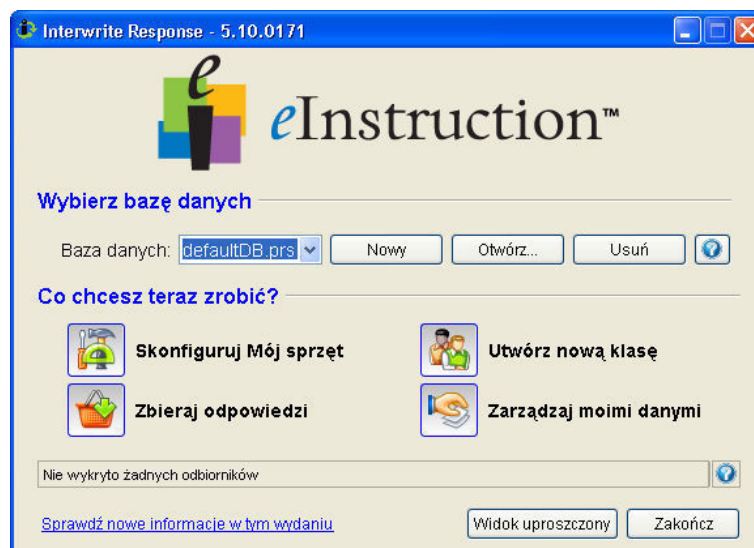 Interwrite Response - 5.10.0171
eInstruction™
Wybierz bazę danych
Baza danych: defaultDB.prs Nowy Otwórz... Usuń
Co chcesz teraz zrobić?
Skonfiguruj Mój sprzęt Utwórz nową klasę
Zbieraj odpowiedzi Zarządzaj moimi danymi
Nie wykryto żadnych odbiorników
Sprawdź nowe informacje w tym wydaniu Widok uproszczony Zakończ